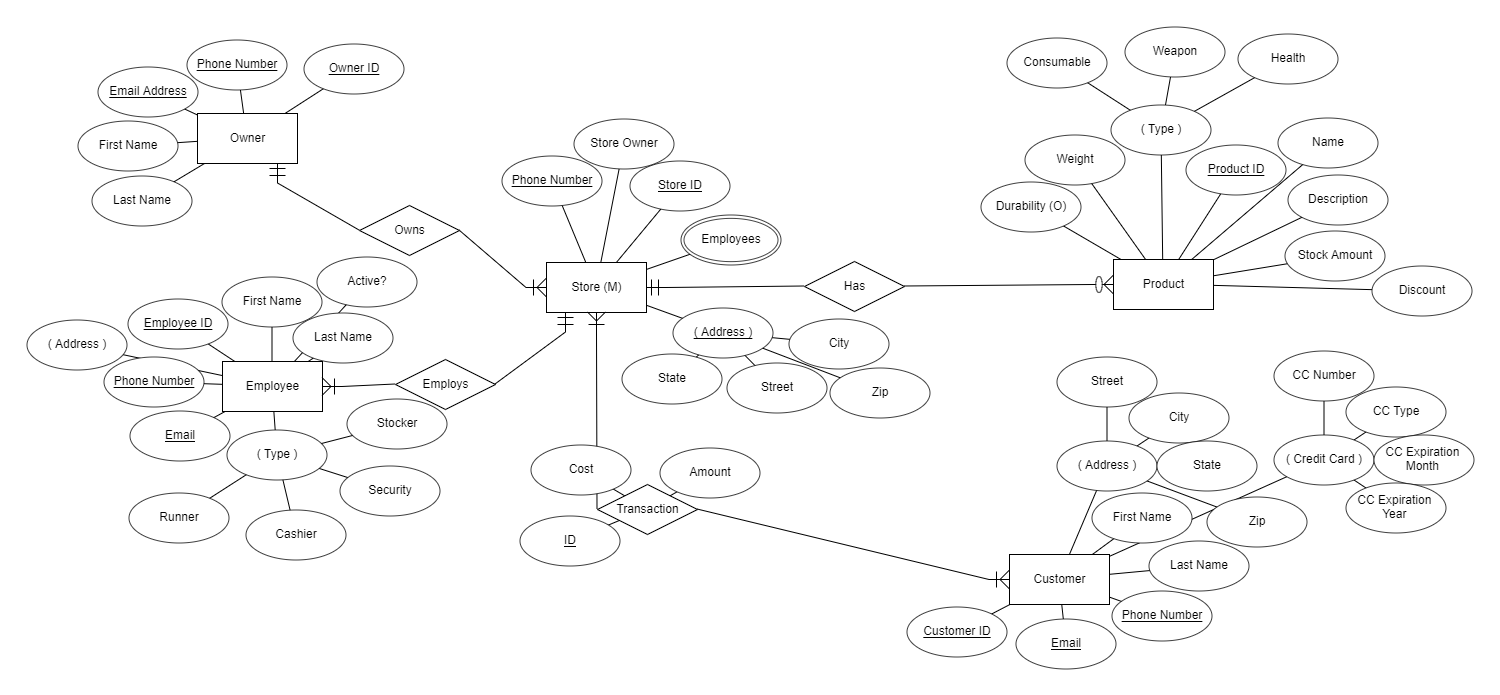 Phone Number
Owner ID
Email Address
Owner
First Name
Last Name
Owns
Store Owner
Phone Number
Store ID
Employees
Store (M)
( Address )
City
State
Street
Zip
Has
Consumable
Weapon
Health
( Type )
Name
Weight
Product ID
Durability (O)
Description
Stock Amount
Product
Discount
Active?
First Name
Employee ID
Last Name
( Address )
Phone Number
Employee
Employs
Email
Stocker
( Type )
Security
Runner
Cashier
Cost
Amount
Transaction
ID
Street
City
( Address )
State
Zip
CC Number
CC Type
( Credit Card )
CC Expiration
Month
CC Expiration
Year
First Name
Last Name
Customer
Phone Number
Customer ID
Email